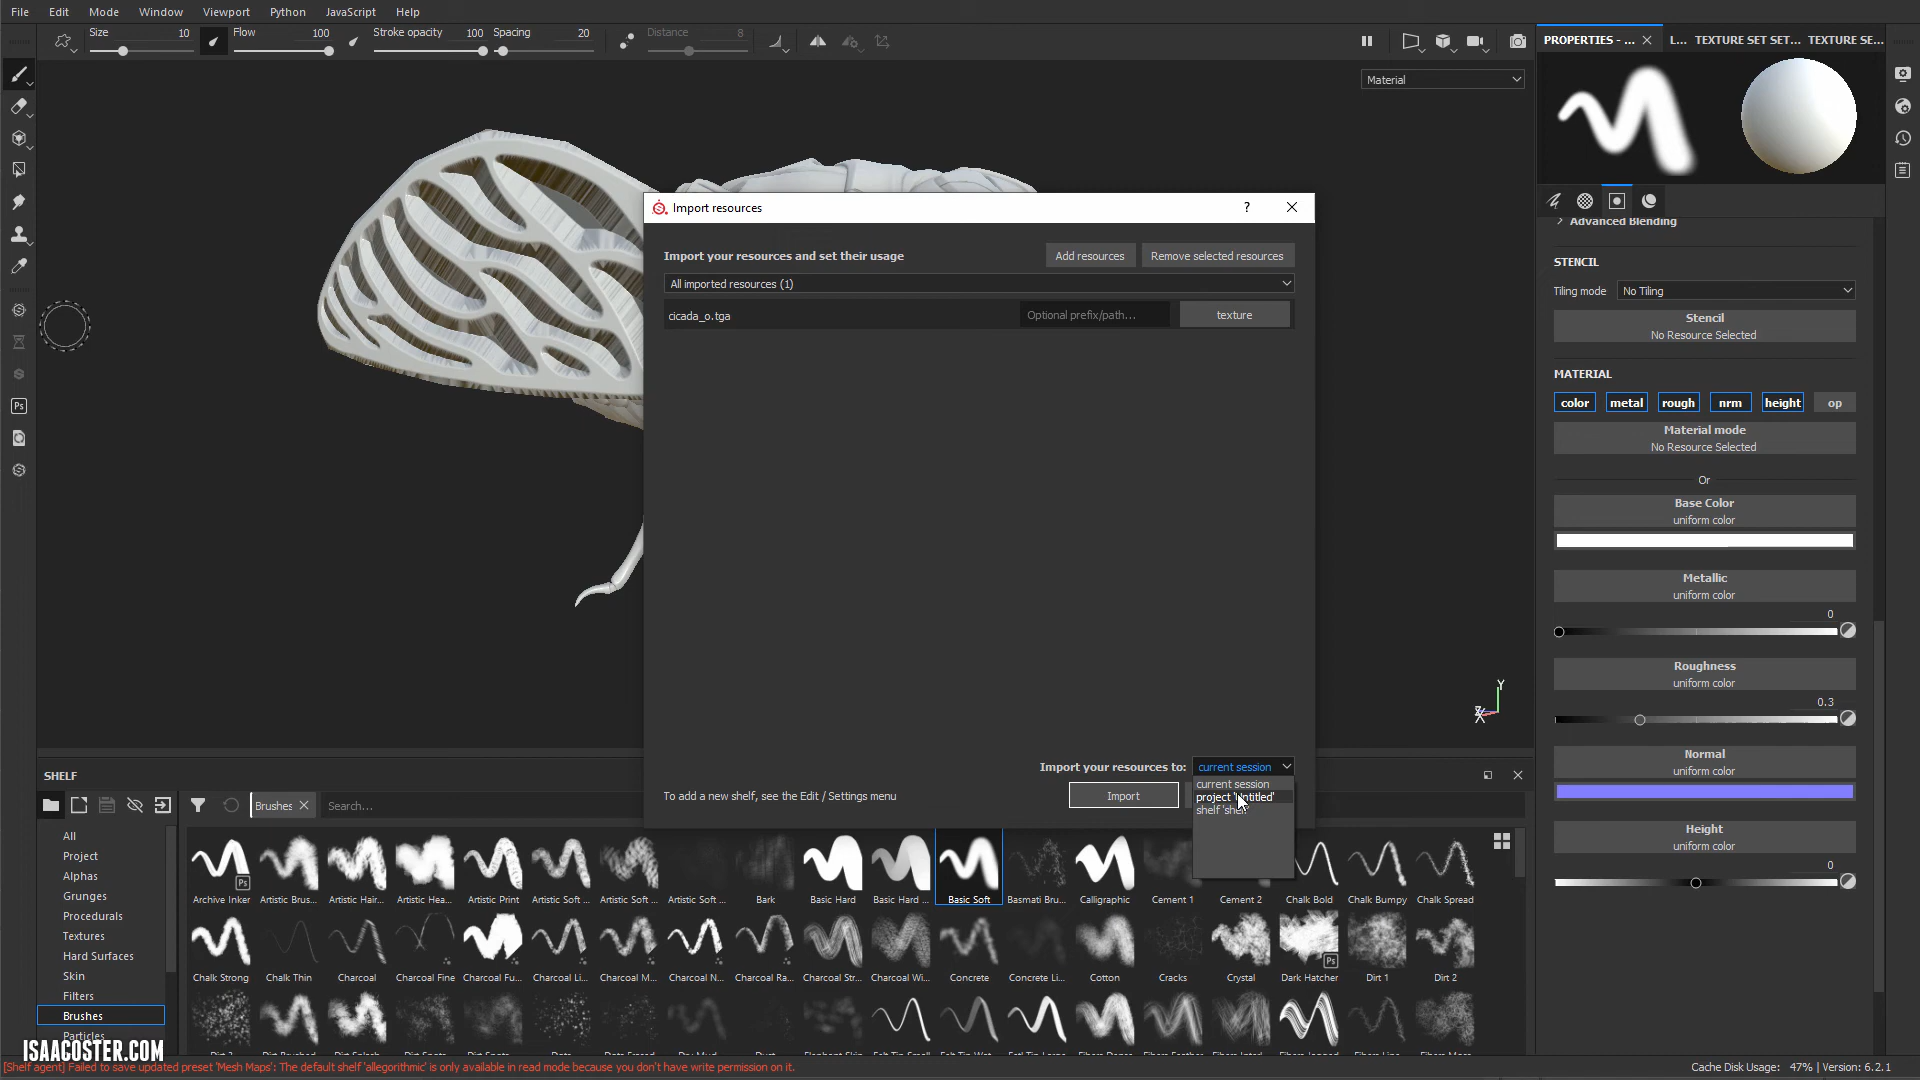 File Edit Mode Window Viewport Python JavaScript Help
Size 10 Flow 100 Stroke opacity 100 Spacing 20 Distance 8
PROPERTIES - ... L... TEXTURE SET SET... TEXTURE SE...
Material
Import resources ?
Import your resources and set their usage Add resources Remove selected resources
All imported resources (1)
cicada_o.tga Optional prefix/path... texture
Import your resources to: current session
current session
project 'Untitled'
shelf 'shelf'
To add a new shelf, see the Edit / Settings menu Import
Advanced Blending
STENCIL
Tiling mode No Tiling
Stencil
No Resource Selected
MATERIAL
color metal rough nrm height op
Material mode
No Resource Selected
Or
Base Color
uniform color
Metallic
uniform color
0
Roughness
uniform color
0.3
Normal
uniform color
Height
uniform color
0
Y
Z
X
SHELF
Brushes Search...
All
Project
Alphas
Grunges
Procedurals
Textures
Hard Surfaces
Skin
Filters
Brushes
Particles
Ps
Archive Inker Artistic Brus... Artistic Hair... Artistic Hea... Artistic Print Artistic Soft ... Artistic Soft ... Artistic Soft ... Bark Basic Hard Basic Hard ... Basic Soft Basmati Bru... Calligraphic Cement 1 Cement 2 Chalk Bold Chalk Bumpy Chalk Spread
Ps
Chalk Strong Chalk Thin Charcoal Charcoal Fine Charcoal Fu... Charcoal Li... Charcoal M... Charcoal N... Charcoal Ra... Charcoal Str... Charcoal Wi... Concrete Concrete Li... Cotton Cracks Crystal Dark Hatcher Dirt 1 Dirt 2
Ps
ISAACOSTER.COM
[Shelf agent] Failed to save updated preset 'Mesh Maps': The default shelf 'allegorithmic' is only available in read mode because you don't have write permission on it.
Cache Disk Usage: 47% | Version: 6.2.1